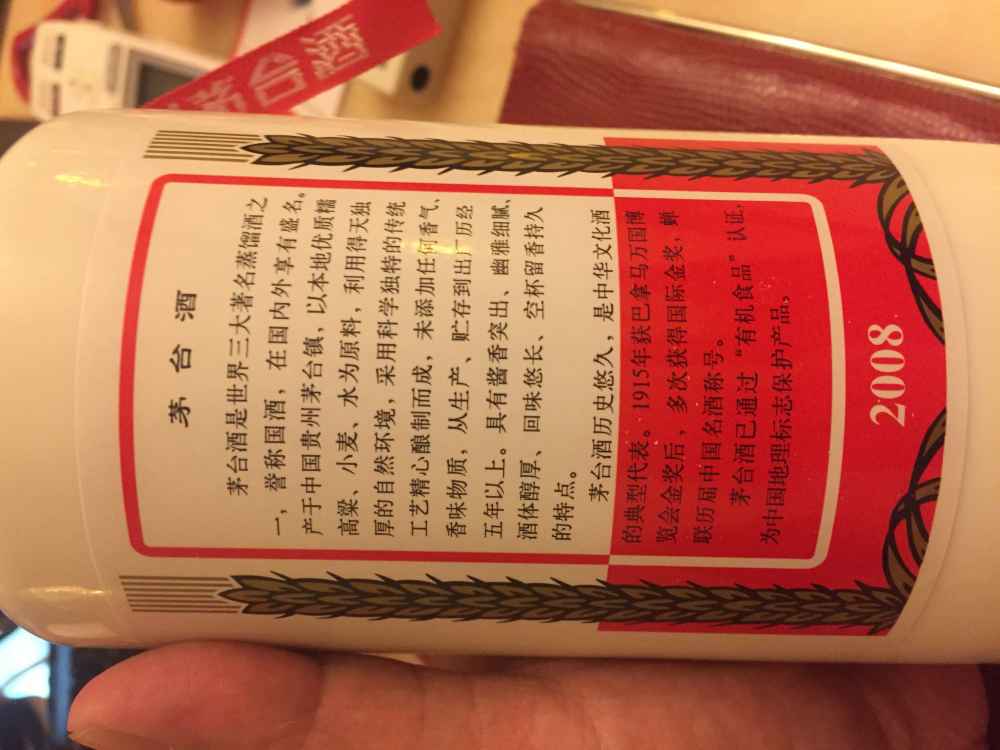 茅台酒
茅台酒是世界三大著名蒸馏酒之
一，誉称国酒，在国内外享有盛名。
产于中国贵州茅台镇，以本地优质糯
高粱、小麦、水为原料，利用得天独
厚的自然环境，采用科学独特的传统
工艺精心酿制而成，未添加任何香气、
香味物质，从生产、贮存到出厂历经
五年以上。具有酱香突出、幽雅细腻、
酒体醇厚、回味悠长、空杯留香持久
的特点。
茅台酒历史悠久，是中华文化酒
的典型代表。1915年获巴拿马万国博
览会金奖后，多次获得国际金奖，蝉
联历届中国名酒称号。
茅台酒已通过“有机食品”认证，
为中国地理标志保护产品。
2008